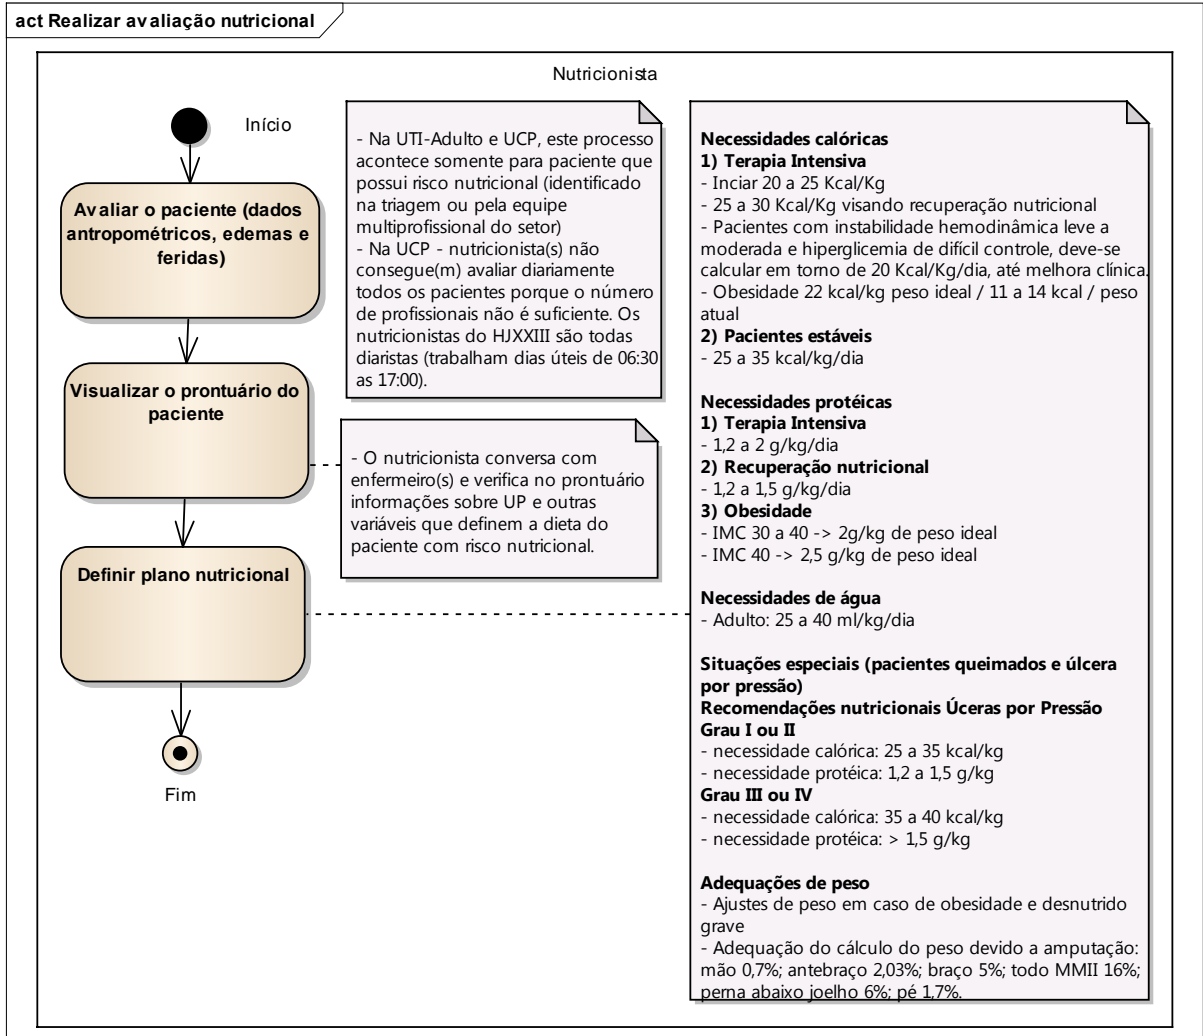 act Realizar avaliação nutricional
Nutricionista
Início
Avaliar o paciente (dados
antropométricos, edemas e
feridas)
Visualizar o prontuário do
paciente
Definir plano nutricional
Fim
- Na UTI-Adulto e UCP, este processo
acontece somente para paciente que
possui risco nutricional (identificado
na triagem ou pela equipe
multiprofissional do setor)
- Na UCP - nutricionista(s) não
consegue(m) avaliar diariamente
todos os pacientes porque o número
de profissionais não é suficiente. Os
nutricionistas do HJXXIII são todas
diaristas (trabalham dias úteis de 06:30
as 17:00).
- O nutricionista conversa com
enfermeiro(s) e verifica no prontuário
informações sobre UP e outras
variáveis que definem a dieta do
paciente com risco nutricional.
Necessidades calóricas
1) Terapia Intensiva
- Inciar 20 a 25 Kcal/Kg
- 25 a 30 Kcal/Kg visando recuperação nutricional
- Pacientes com instabilidade hemodinâmica leve a
moderada e hiperglicemia de difícil controle, deve-se
calcular em torno de 20 Kcal/Kg/dia, até melhora clínica.
- Obesidade 22 kcal/kg peso ideal / 11 a 14 kcal / peso
atual
2) Pacientes estáveis
- 25 a 35 kcal/kg/dia
Necessidades protéicas
1) Terapia Intensiva
- 1,2 a 2 g/kg/dia
2) Recuperação nutricional
- 1,2 a 1,5 g/kg/dia
3) Obesidade
- IMC 30 a 40 -> 2g/kg de peso ideal
- IMC 40 -> 2,5 g/kg de peso ideal
Necessidades de água
- Adulto: 25 a 40 ml/kg/dia
Situações especiais (pacientes queimados e úlcera
por pressão)
Recomendações nutricionais Úceras por Pressão
Grau I ou II
- necessidade calórica: 25 a 35 kcal/kg
- necessidade protéica: 1,2 a 1,5 g/kg
Grau III ou IV
- necessidade calórica: 35 a 40 kcal/kg
- necessidade protéica: > 1,5 g/kg
Adequações de peso
- Ajustes de peso em caso de obesidade e desnutrido
grave
- Adequação do cálculo do peso devido a amputação:
mão 0,7%; antebraço 2,03%; braço 5%; todo MMII 16%;
perna abaixo joelho 6%; pé 1,7%.